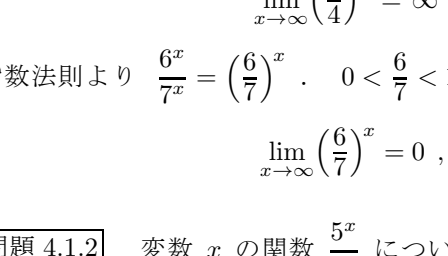 lim_{x→∞} ( /4) = ∞
数法則より 6^x/7^x = (6/7)^x . 0 < 6/7 <
lim_{x→∞} (6/7)^x = 0 ,
問題 4.1.2 変数 x の関数 5^x につい